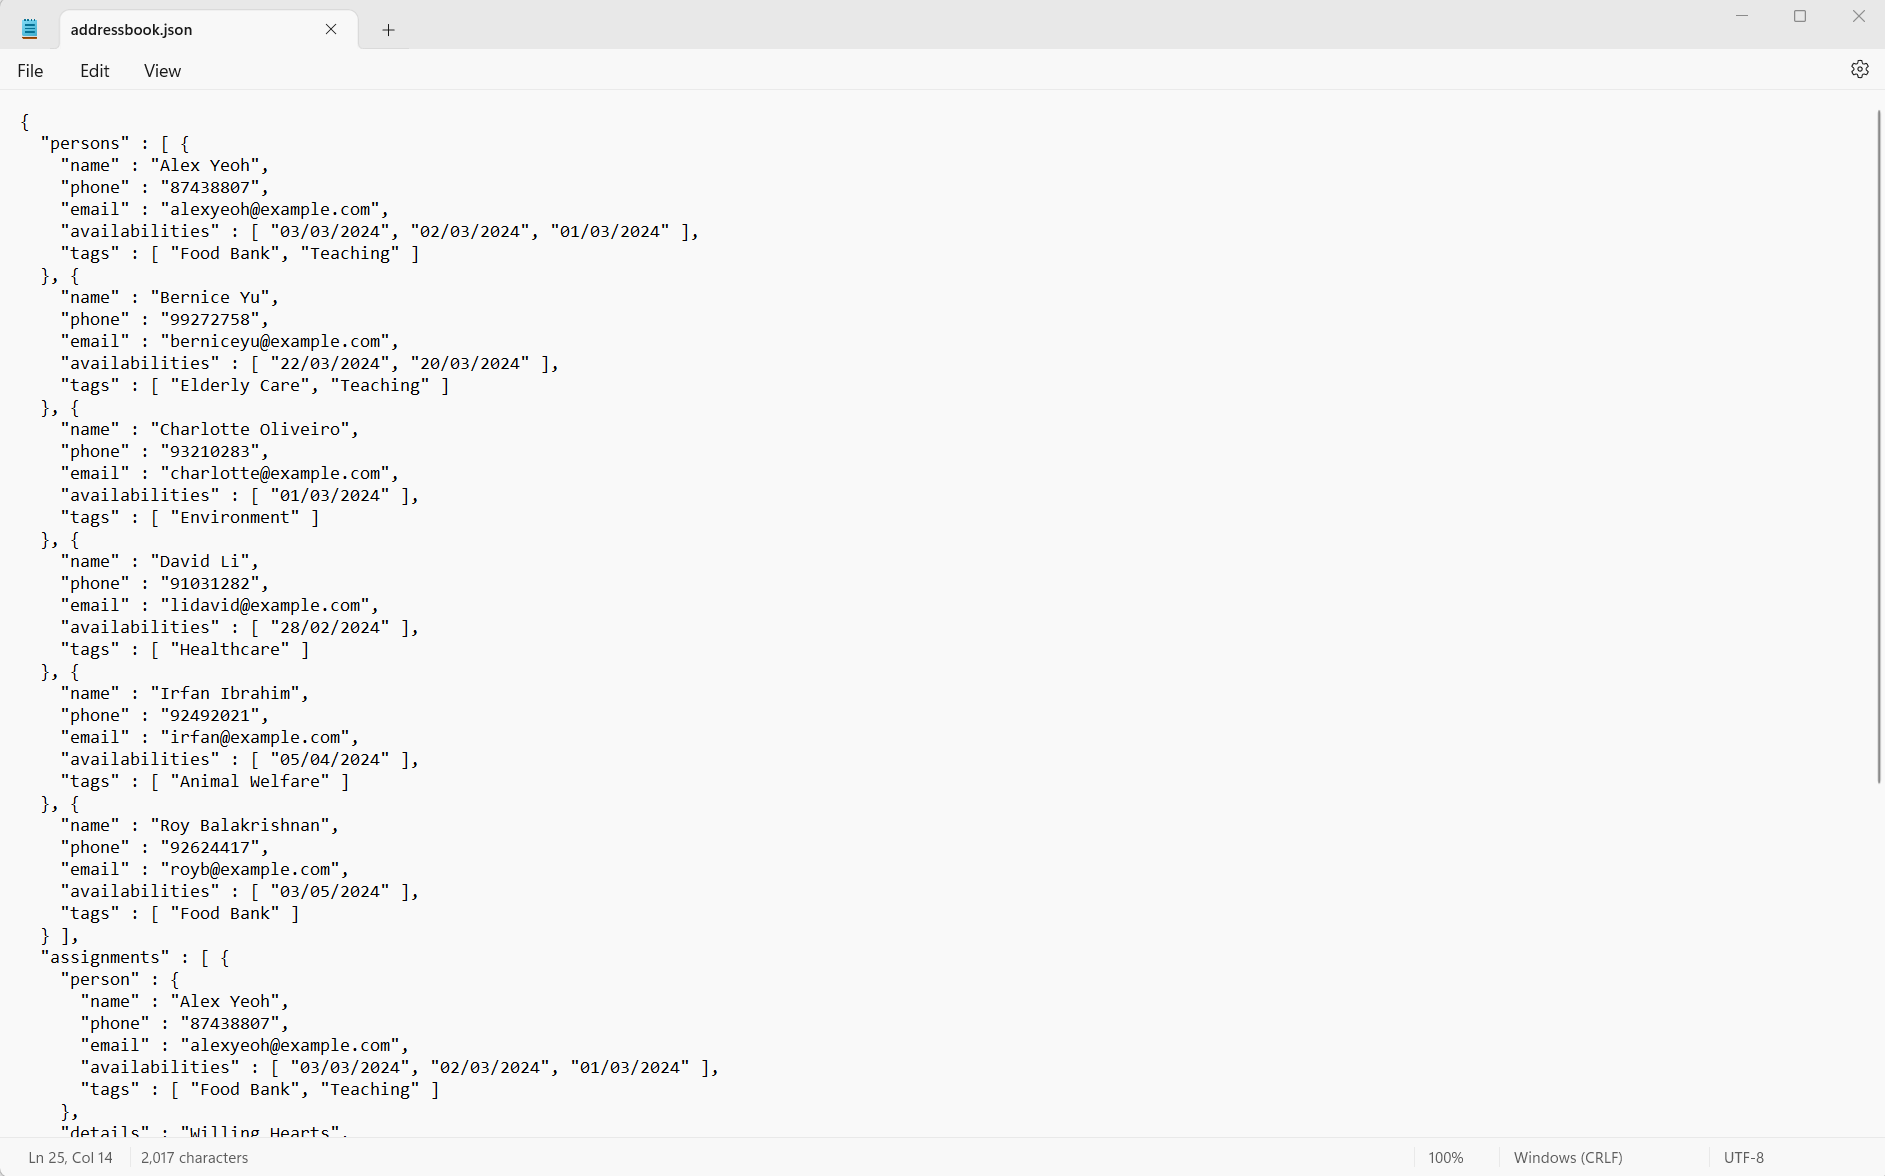 addressbook.json
File Edit View
{
  "persons" : [ {
    "name" : "Alex Yeoh",
    "phone" : "87438807",
    "email" : "alexyeoh@example.com",
    "availabilities" : [ "03/03/2024", "02/03/2024", "01/03/2024" ],
    "tags" : [ "Food Bank", "Teaching" ]
  }, {
    "name" : "Bernice Yu",
    "phone" : "99272758",
    "email" : "berniceyu@example.com",
    "availabilities" : [ "22/03/2024", "20/03/2024" ],
    "tags" : [ "Elderly Care", "Teaching" ]
  }, {
    "name" : "Charlotte Oliveiro",
    "phone" : "93210283",
    "email" : "charlotte@example.com",
    "availabilities" : [ "01/03/2024" ],
    "tags" : [ "Environment" ]
  }, {
    "name" : "David Li",
    "phone" : "91031282",
    "email" : "lidavid@example.com",
    "availabilities" : [ "28/02/2024" ],
    "tags" : [ "Healthcare" ]
  }, {
    "name" : "Irfan Ibrahim",
    "phone" : "92492021",
    "email" : "irfan@example.com",
    "availabilities" : [ "05/04/2024" ],
    "tags" : [ "Animal Welfare" ]
  }, {
    "name" : "Roy Balakrishnan",
    "phone" : "92624417",
    "email" : "royb@example.com",
    "availabilities" : [ "03/05/2024" ],
    "tags" : [ "Food Bank" ]
  } ],
  "assignments" : [ {
    "person" : {
      "name" : "Alex Yeoh",
      "phone" : "87438807",
      "email" : "alexyeoh@example.com",
      "availabilities" : [ "03/03/2024", "02/03/2024", "01/03/2024" ],
      "tags" : [ "Food Bank", "Teaching" ]
    },
    "details" : "Willing Hearts",
Ln 25, Col 14 2,017 characters 100% Windows (CRLF) UTF-8